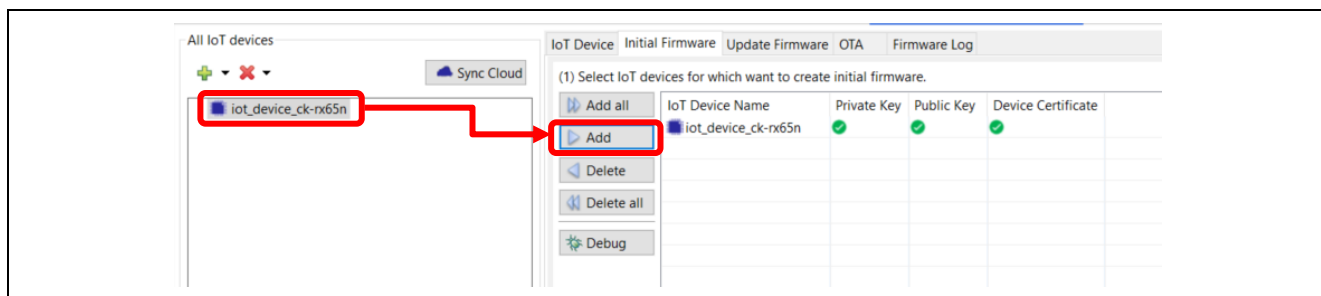 All IoT devices
Sync Cloud
iot_device_ck-rx65n
IoT Device Initial Firmware Update Firmware OTA Firmware Log
(1) Select IoT devices for which want to create initial firmware.
Add all
Add
Delete
Delete all
Debug
IoT Device Name Private Key Public Key Device Certificate
iot_device_ck-rx65n